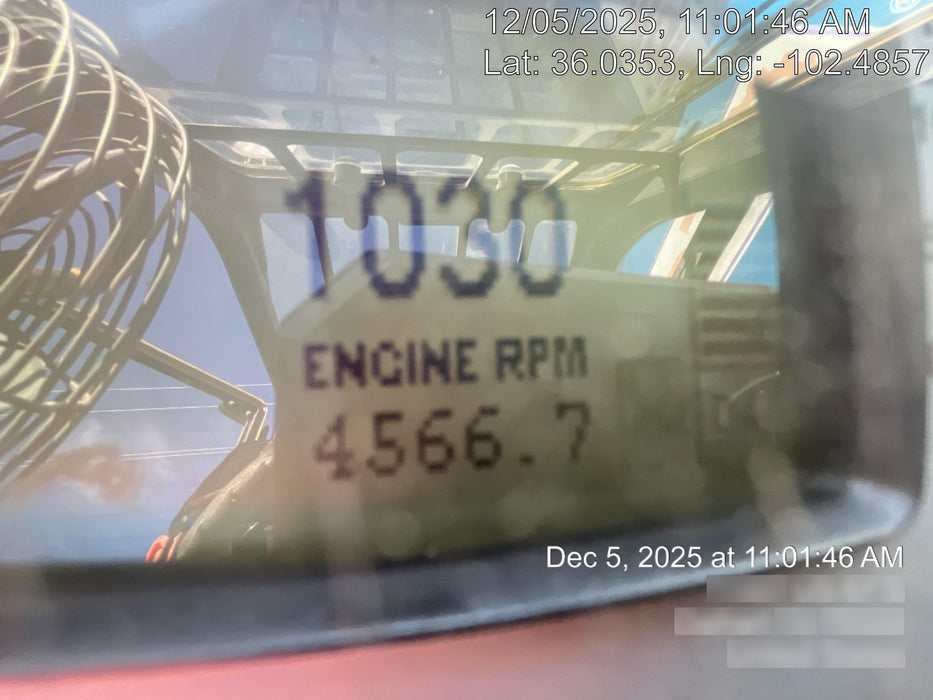 12/05/2025, 11:01:46 AM
Lat: 36.0353, Lng: -102.4857
1030
ENGINE RPM
4566.7
Dec 5, 2025 at 11:01:46 AM